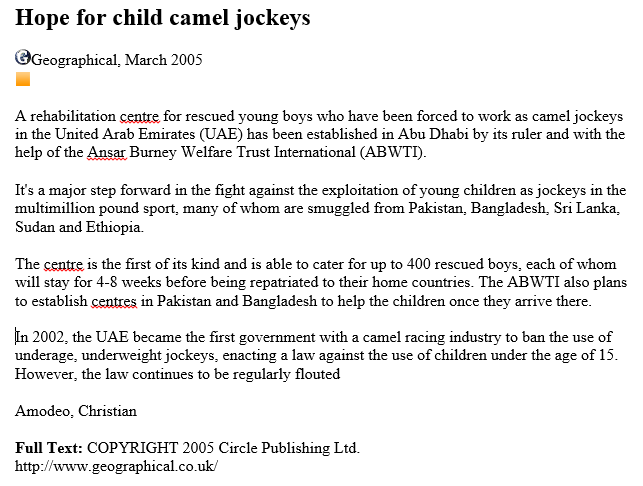 Hope for child camel jockeys
Geographical, March 2005
A rehabilitation centre for rescued young boys who have been forced to work as camel jockeys
in the United Arab Emirates (UAE) has been established in Abu Dhabi by its ruler and with the
help of the Ansar Burney Welfare Trust International (ABWTI).
It's a major step forward in the fight against the exploitation of young children as jockeys in the
multimillion pound sport, many of whom are smuggled from Pakistan, Bangladesh, Sri Lanka,
Sudan and Ethiopia.
The centre is the first of its kind and is able to cater for up to 400 rescued boys, each of whom
will stay for 4-8 weeks before being repatriated to their home countries. The ABWTI also plans
to establish centres in Pakistan and Bangladesh to help the children once they arrive there.
In 2002, the UAE became the first government with a camel racing industry to ban the use of
underage, underweight jockeys, enacting a law against the use of children under the age of 15.
However, the law continues to be regularly flouted
Amodeo, Christian
Full Text: COPYRIGHT 2005 Circle Publishing Ltd.
http://www.geographical.co.uk/